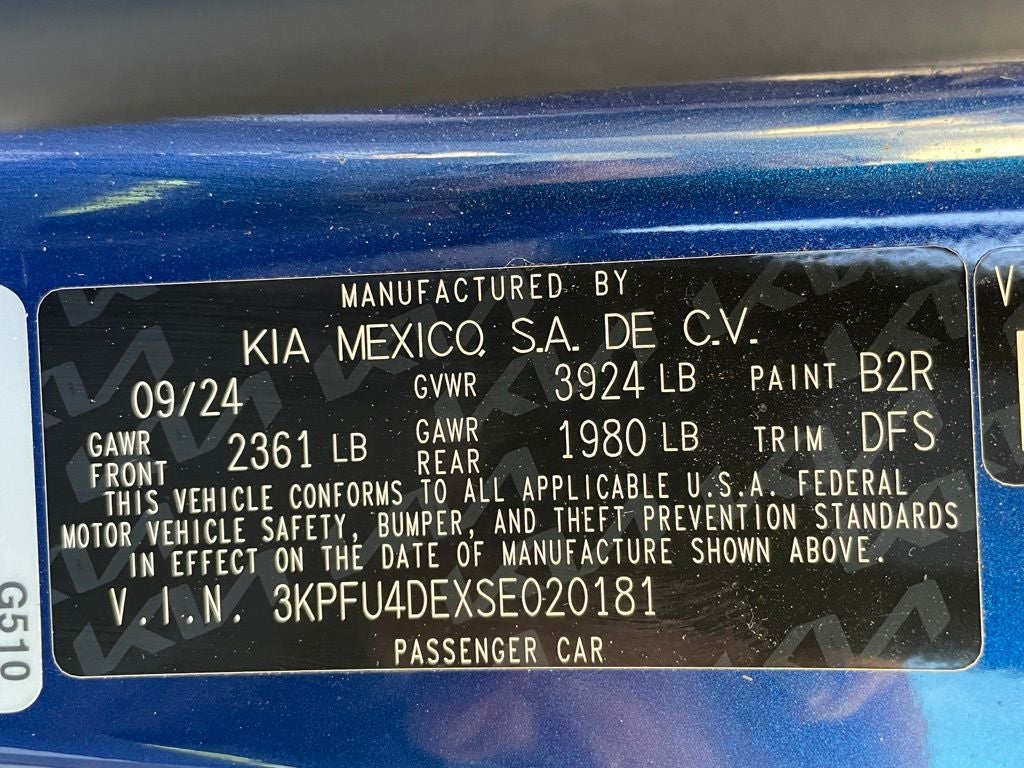 MANUFACTURED BY
KIA MEXICO, S.A. DE C.V.
09/24 GVWR 3924 LB PAINT B2R
GAWR FRONT 2361 LB GAWR REAR 1980 LB TRIM DFS
THIS VEHICLE CONFORMS TO ALL APPLICABLE U.S.A. FEDERAL
MOTOR VEHICLE SAFETY, BUMPER, AND THEFT PREVENTION STANDARDS
IN EFFECT ON THE DATE OF MANUFACTURE SHOWN ABOVE.
V.I.N. 3KPFU4DEXSE020181
PASSENGER CAR
G510
V